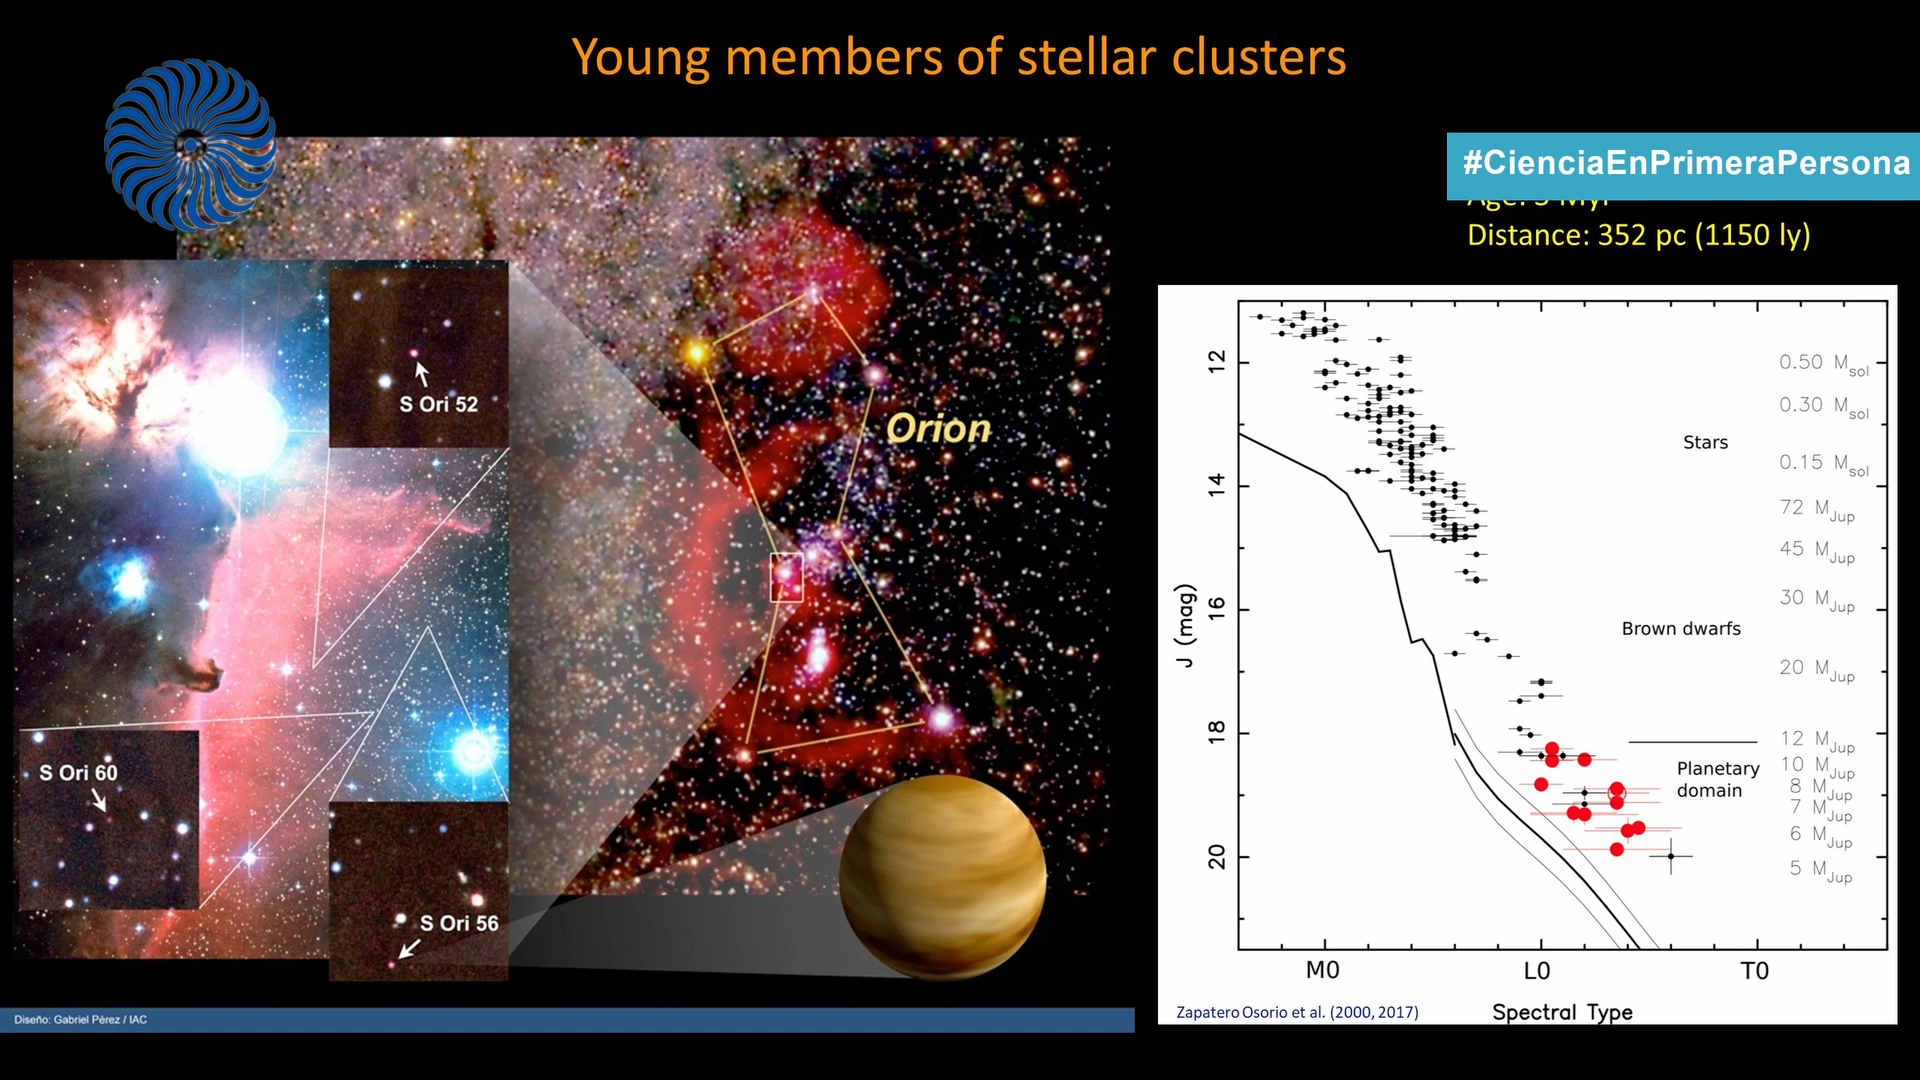 Young members of stellar clusters
#CienciaEnPrimeraPersona
Distance: 352 pc (1150 ly)
S Ori 52
Orion
S Ori 60
S Ori 56
Diseño: Gabriel Pérez / IAC
12
14
16
18
20
J (mag)
0.50 Msol
0.30 Msol
Stars
0.15 Msol
72 MJup
45 MJup
30 MJup
Brown dwarfs
20 MJup
12 MJup
Planetary
domain
10 MJup
8 MJup
7 MJup
6 MJup
5 MJup
M0
L0
T0
Zapatero Osorio et al. (2000, 2017)
Spectral Type